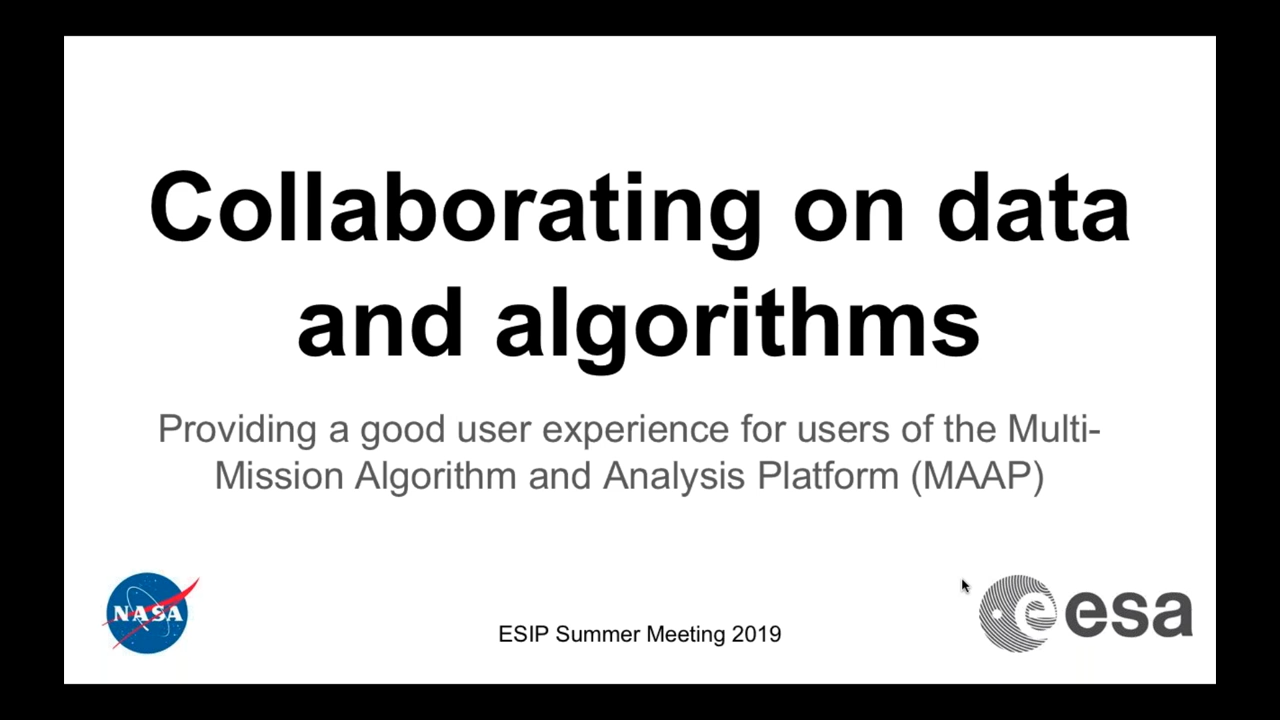 Collaborating on data
and algorithms
Providing a good user experience for users of the Multi-
Mission Algorithm and Analysis Platform (MAAP)
NASA
ESIP Summer Meeting 2019
esa